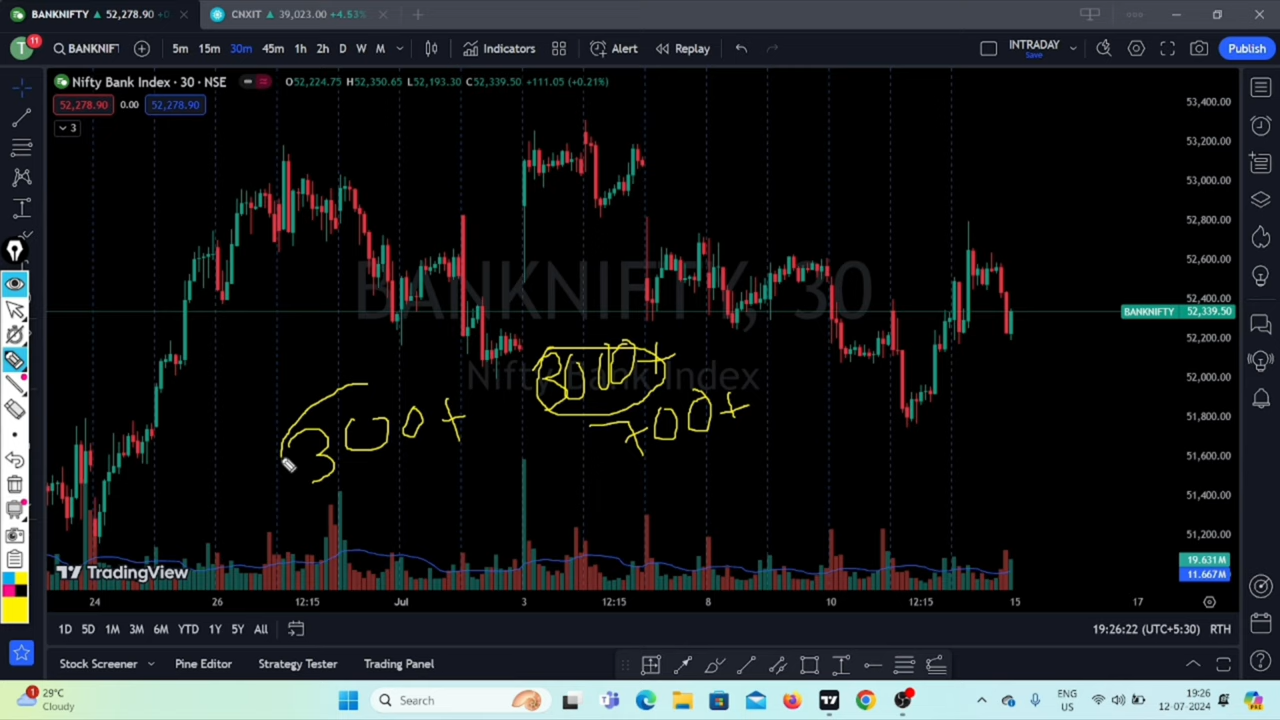 BANKNIFTY ▲ 52,278.90 +0.
CNXIT ▲ 39,023.00 +4.53%
T 11 BANKNIFT 5m 15m 30m 45m 1h 2h D W M Indicators Alert Replay INTRADAY Save Publish
Nifty Bank Index · 30 · NSE O52,224.75 H52,350.65 L52,193.30 C52,339.50 +111.05 (+0.21%)
52,278.90 0.00 52,278.90
3
53,400.00
53,200.00
53,000.00
52,800.00
52,600.00
52,400.00
BANKNIFTY 52,339.50
52,200.00
52,000.00
51,800.00
51,600.00
51,400.00
51,200.00
BANKNIFTY, 30
Nifty Bank Index
300+
700+
19.631M
11.667M
TradingView
24 26 12:15 Jul 3 12:15 8 10 12:15 15 17
1D 5D 1M 3M 6M YTD 1Y 5Y All 19:26:22 (UTC+5:30) RTH
Stock Screener Pine Editor Strategy Tester Trading Panel
1 29°C Cloudy Search ENG US 19:26 12-07-2024